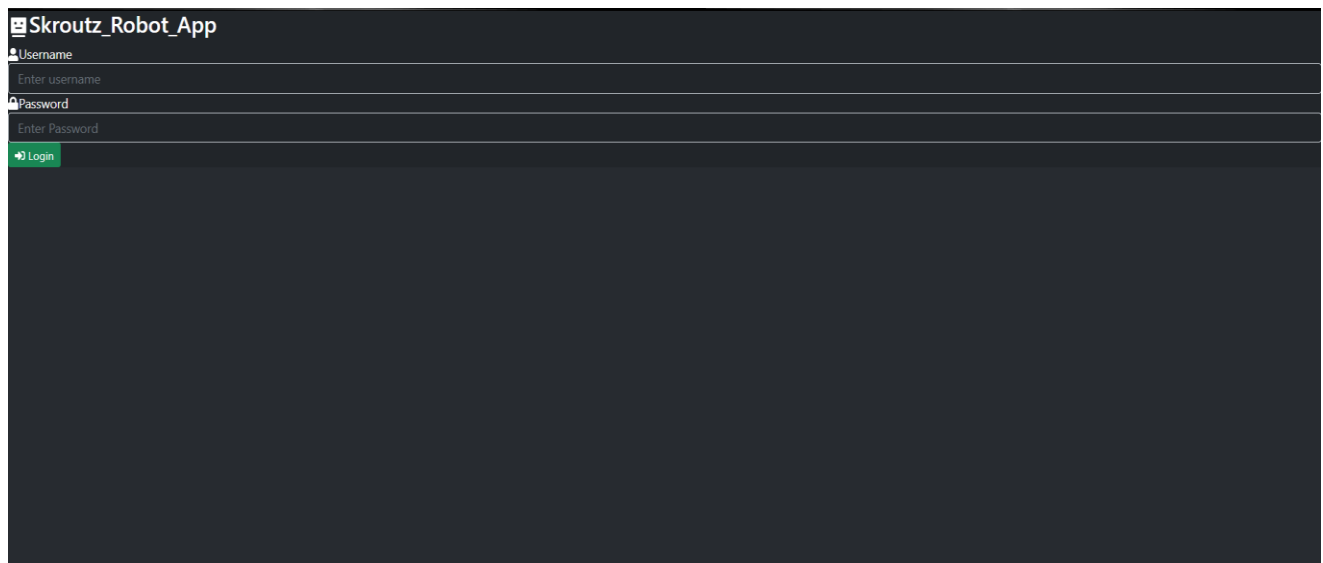 Skroutz_Robot_App
Username
Enter username
Password
Enter Password
Login